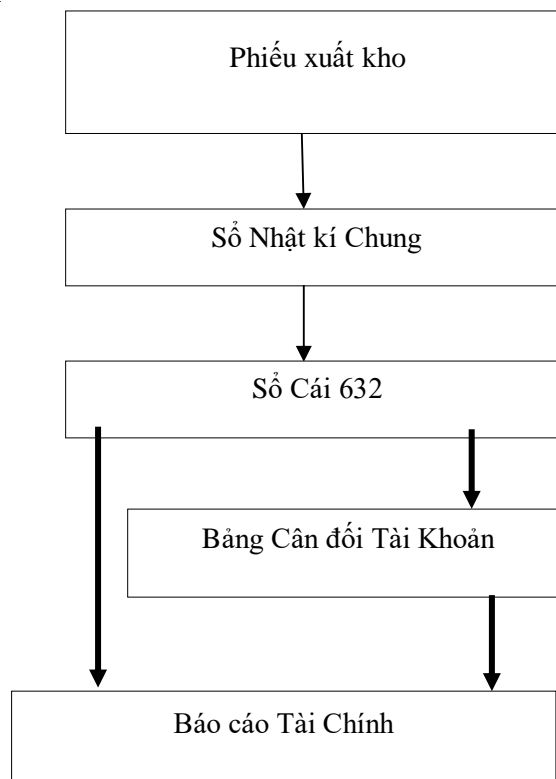 Phiếu xuất kho
Sổ Nhật kí Chung
Sổ Cái 632
Bảng Cân đối Tài Khoản
Báo cáo Tài Chính